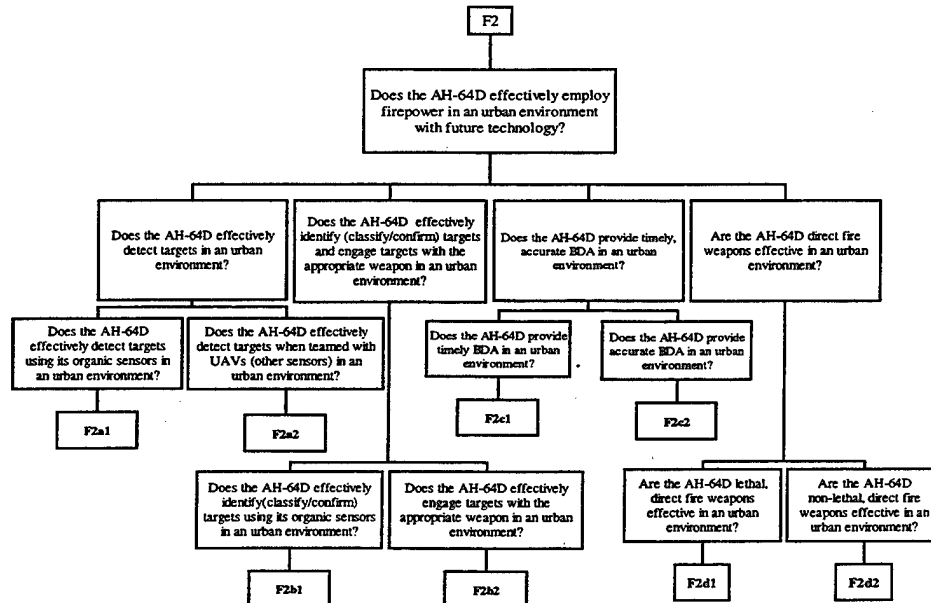 F2
Does the AH-64D effectively employ
firepower in an urban environment
with future technology?
Does the AH-64D effectively
detect targets in an urban
environment?
Does the AH-64D effectively
identify (classify/confirm) targets
and engage targets with the
appropriate weapon in an urban
environment?
Does the AH-64D provide timely,
accurate BDA in an urban
environment?
Are the AH-64D direct fire
weapons effective in an urban
environment?
Does the AH-64D
effectively detect targets
using its organic sensors in
an urban environment?
Does the AH-64D effectively
detect targets when teamed with
UAVs (other sensors) in an
urban environment?
Does the AH-64D provide
timely BDA in an urban
environment?
Does the AH-64D provide
accurate BDA in an urban
environment?
F2a1
F2a2
F2c1
F2c2
Does the AH-64D effectively
identify(classify/confirm)
targets using its organic sensors
in an urban environment?
Does the AH-64D effectively
engage targets with the
appropriate weapon in an urban
environment?
Are the AH-64D lethal,
direct fire weapons
effective in an urban
environment?
Are the AH-64D
non-lethal, direct fire
weapons effective in an
urban environment?
F2b1
F2b2
F2d1
F2d2